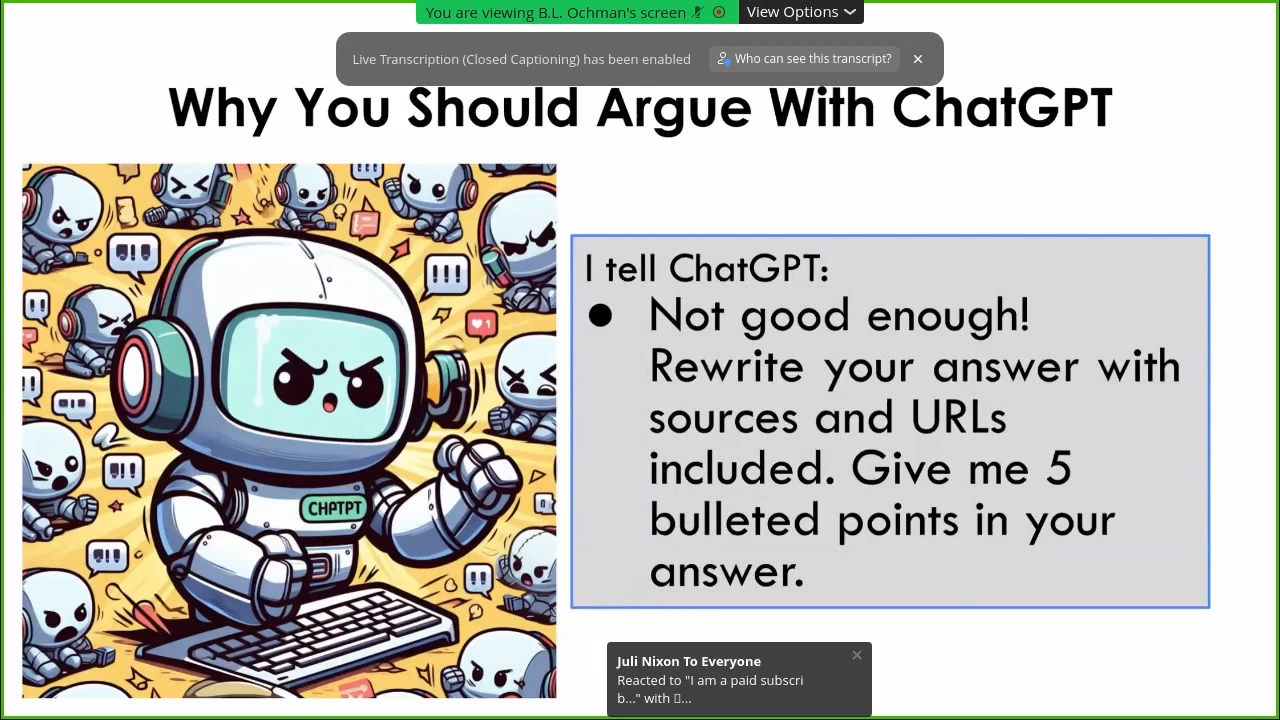 You are viewing B.L. Ochman's screen
View Options
Live Transcription (Closed Captioning) has been enabled
Who can see this transcript?
Why You Should Argue With ChatGPT
I tell ChatGPT:
● Not good enough!
Rewrite your answer with
sources and URLs
included. Give me 5
bulleted points in your
answer.
!!!
!!!
1
!!!
!!!
!!
CHATPT
Juli Nixon To Everyone
Reacted to "I am a paid subscri
b..." with ▯...